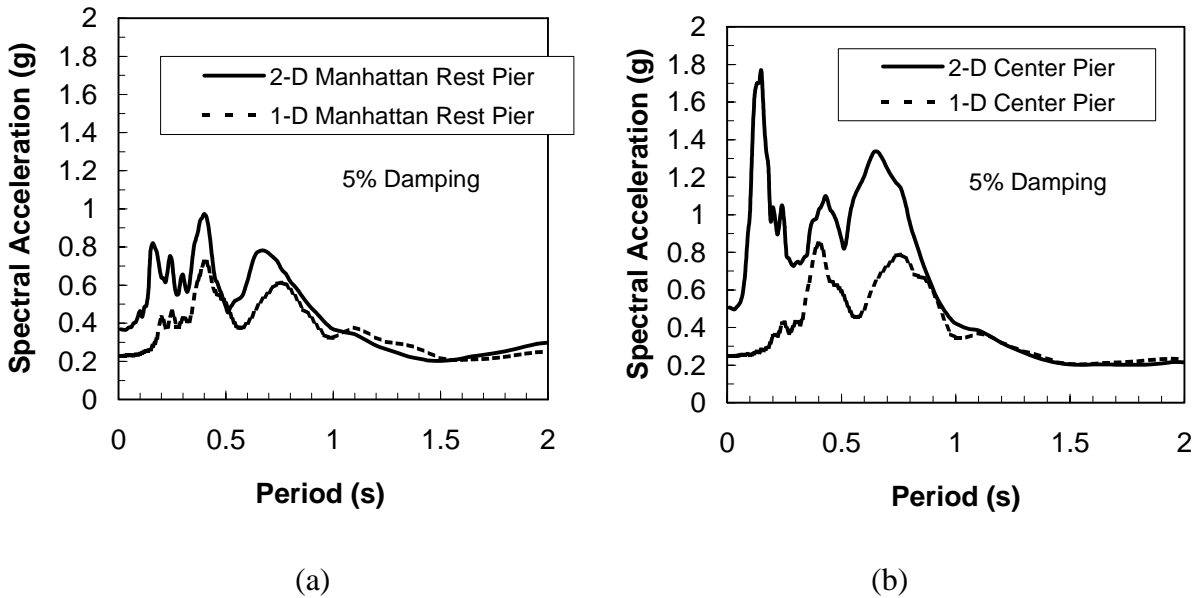 2
1.8
1.6
1.4
1.2
1
0.8
0.6
0.4
0.2
0
Spectral Acceleration (g)
2-D Manhattan Rest Pier
1-D Manhattan Rest Pier
5% Damping
0 0.5 1 1.5 2
Period (s)
(a)
2
1.8
1.6
1.4
1.2
1
0.8
0.6
0.4
0.2
0
Spectral Acceleration (g)
2-D Center Pier
1-D Center Pier
5% Damping
0 0.5 1 1.5 2
Period (s)
(b)